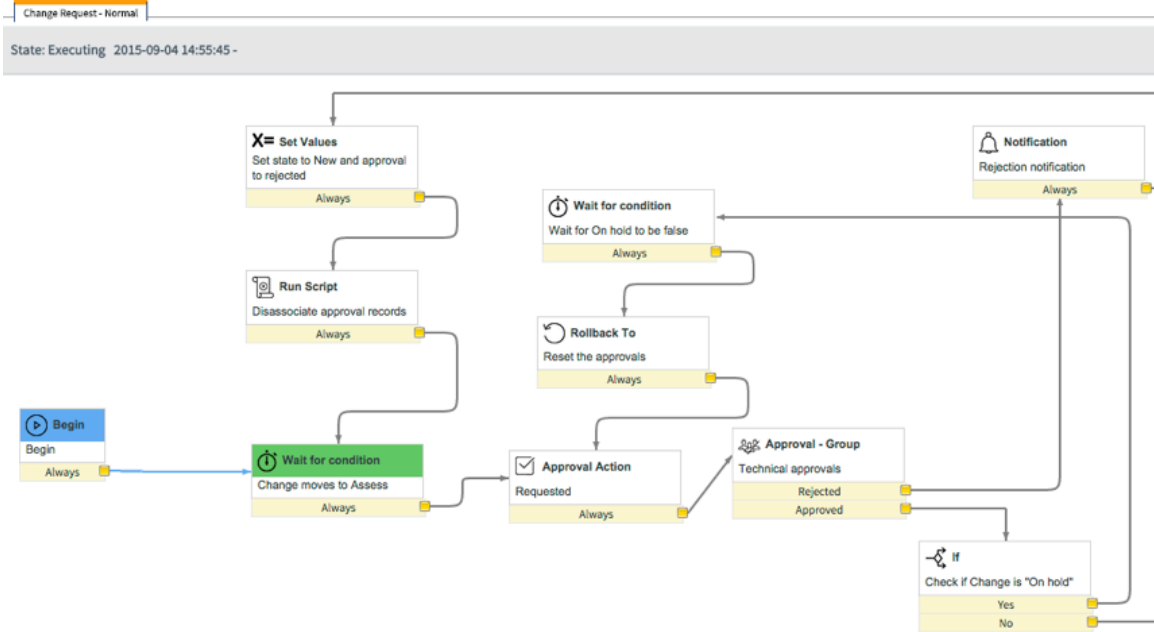 Change Request - Normal
State: Executing 2015-09-04 14:55:45 -
X= Set Values
Set state to New and approval
to rejected
Always
Notification
Rejection notification
Always
Wait for condition
Wait for On hold to be false
Always
Run Script
Disassociate approval records
Always
Rollback To
Reset the approvals
Always
Begin
Begin
Always
Wait for condition
Change moves to Assess
Always
Approval Action
Requested
Always
Approval - Group
Technical approvals
Rejected
Approved
If
Check if Change is "On hold"
Yes
No